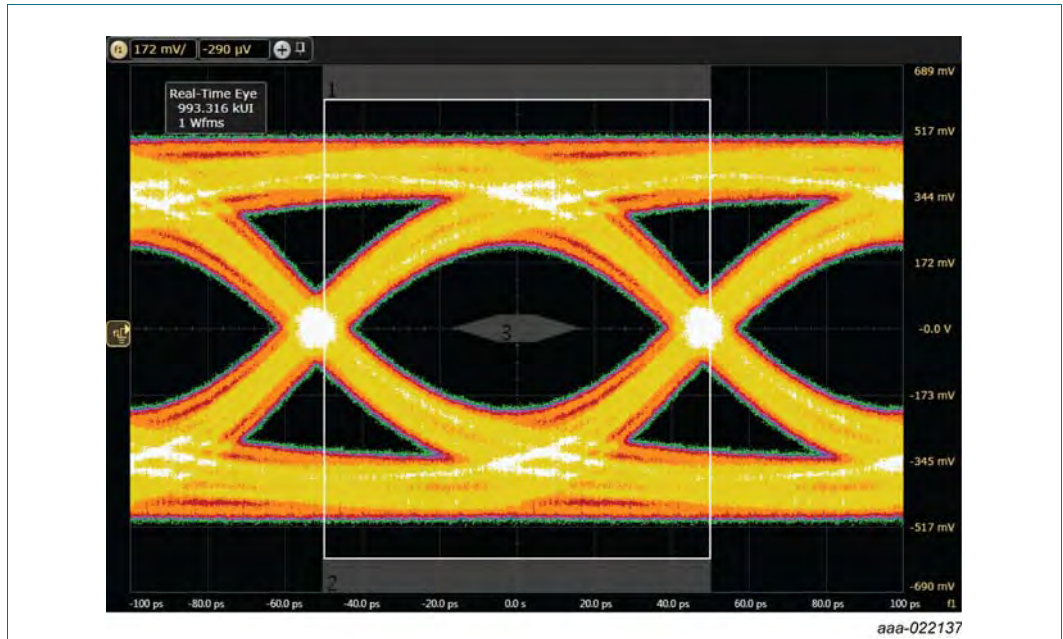 f1 172 mV/ -290 µV
Real-Time Eye
993.316 kUI
1 Wfms
1
689 mV
517 mV
344 mV
172 mV
3
-0.0 V
-173 mV
-345 mV
-517 mV
2
-690 mV
-100 ps -80.0 ps -60.0 ps -40.0 ps -20.0 ps 0.0 s 20.0 ps 40.0 ps 60.0 ps 80.0 ps 100 ps f1
aaa-022137